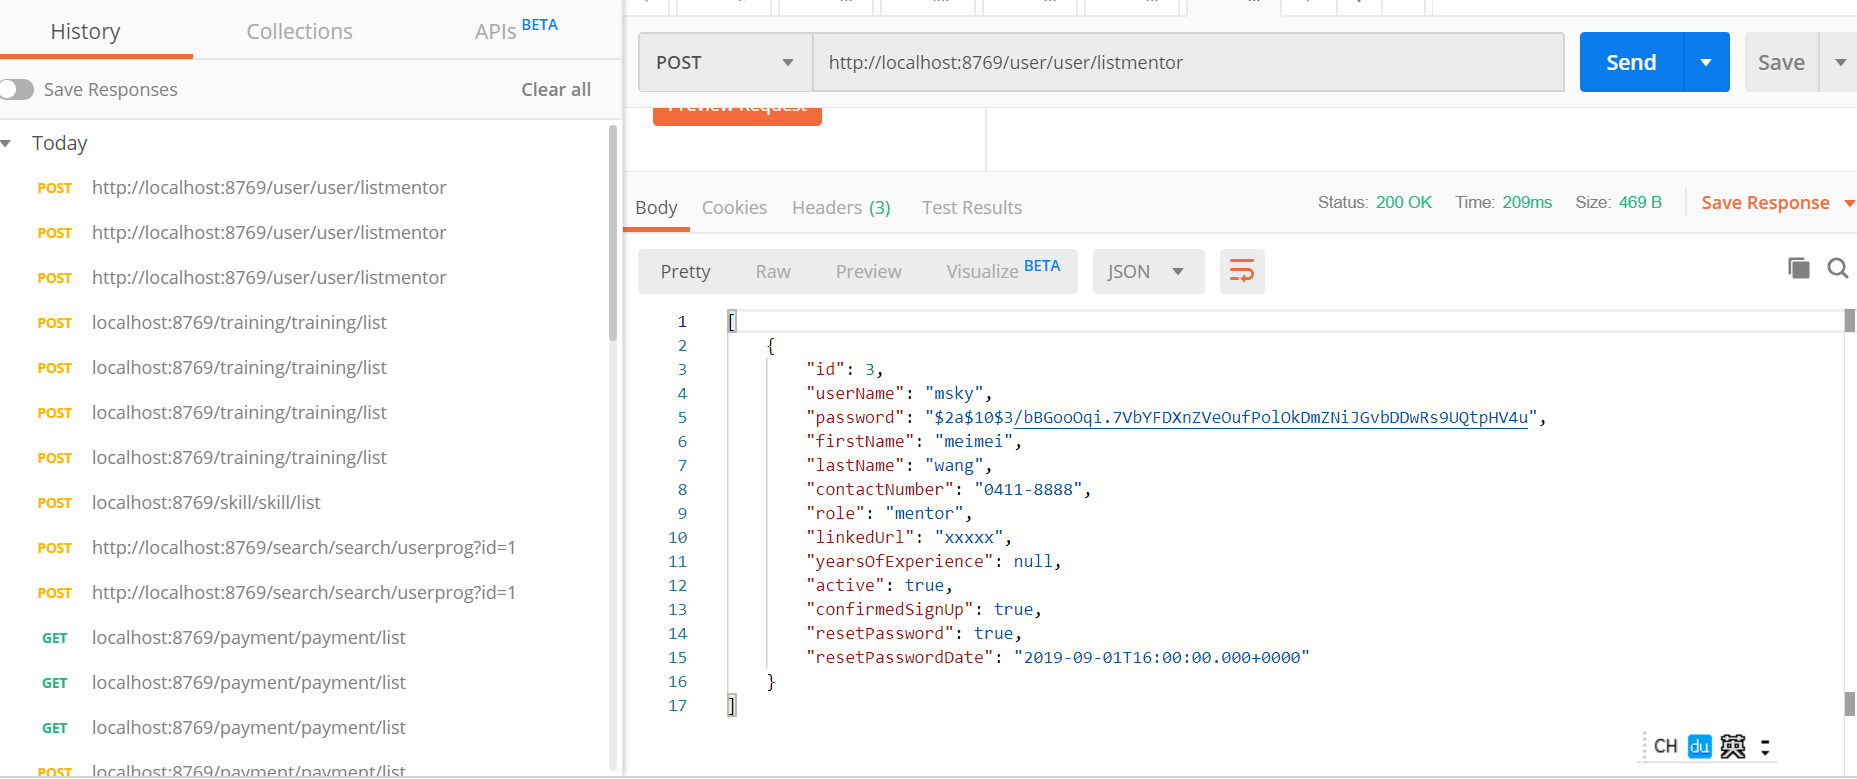 History
Collections
APIs BETA
Save Responses
Clear all
Today
POST http://localhost:8769/user/user/listmentor
POST http://localhost:8769/user/user/listmentor
POST http://localhost:8769/user/user/listmentor
POST localhost:8769/training/training/list
POST localhost:8769/training/training/list
POST localhost:8769/training/training/list
POST localhost:8769/training/training/list
POST localhost:8769/skill/skill/list
POST http://localhost:8769/search/search/userprog?id=1
POST http://localhost:8769/search/search/userprog?id=1
GET localhost:8769/payment/payment/list
GET localhost:8769/payment/payment/list
GET localhost:8769/payment/payment/list
POST localhost:8769/payment/payment/list
POST
http://localhost:8769/user/user/listmentor
Send
Save
Preview Request
Body
Cookies
Headers (3)
Test Results
Status: 200 OK
Time: 209ms
Size: 469 B
Save Response
Pretty
Raw
Preview
Visualize BETA
JSON
1 [
2 {
3 "id": 3,
4 "userName": "msky",
5 "password": "$2a$10$3/bBGooOqi.7VbYFDXnZVeOufPolOkDmZNiJGvbDDwRs9UQtpHV4u",
6 "firstName": "meimei",
7 "lastName": "wang",
8 "contactNumber": "0411-8888",
9 "role": "mentor",
10 "linkedUrl": "xxxxx",
11 "yearsOfExperience": null,
12 "active": true,
13 "confirmedSignUp": true,
14 "resetPassword": true,
15 "resetPasswordDate": "2019-09-01T16:00:00.000+0000"
16 }
17 ]
CH du 英